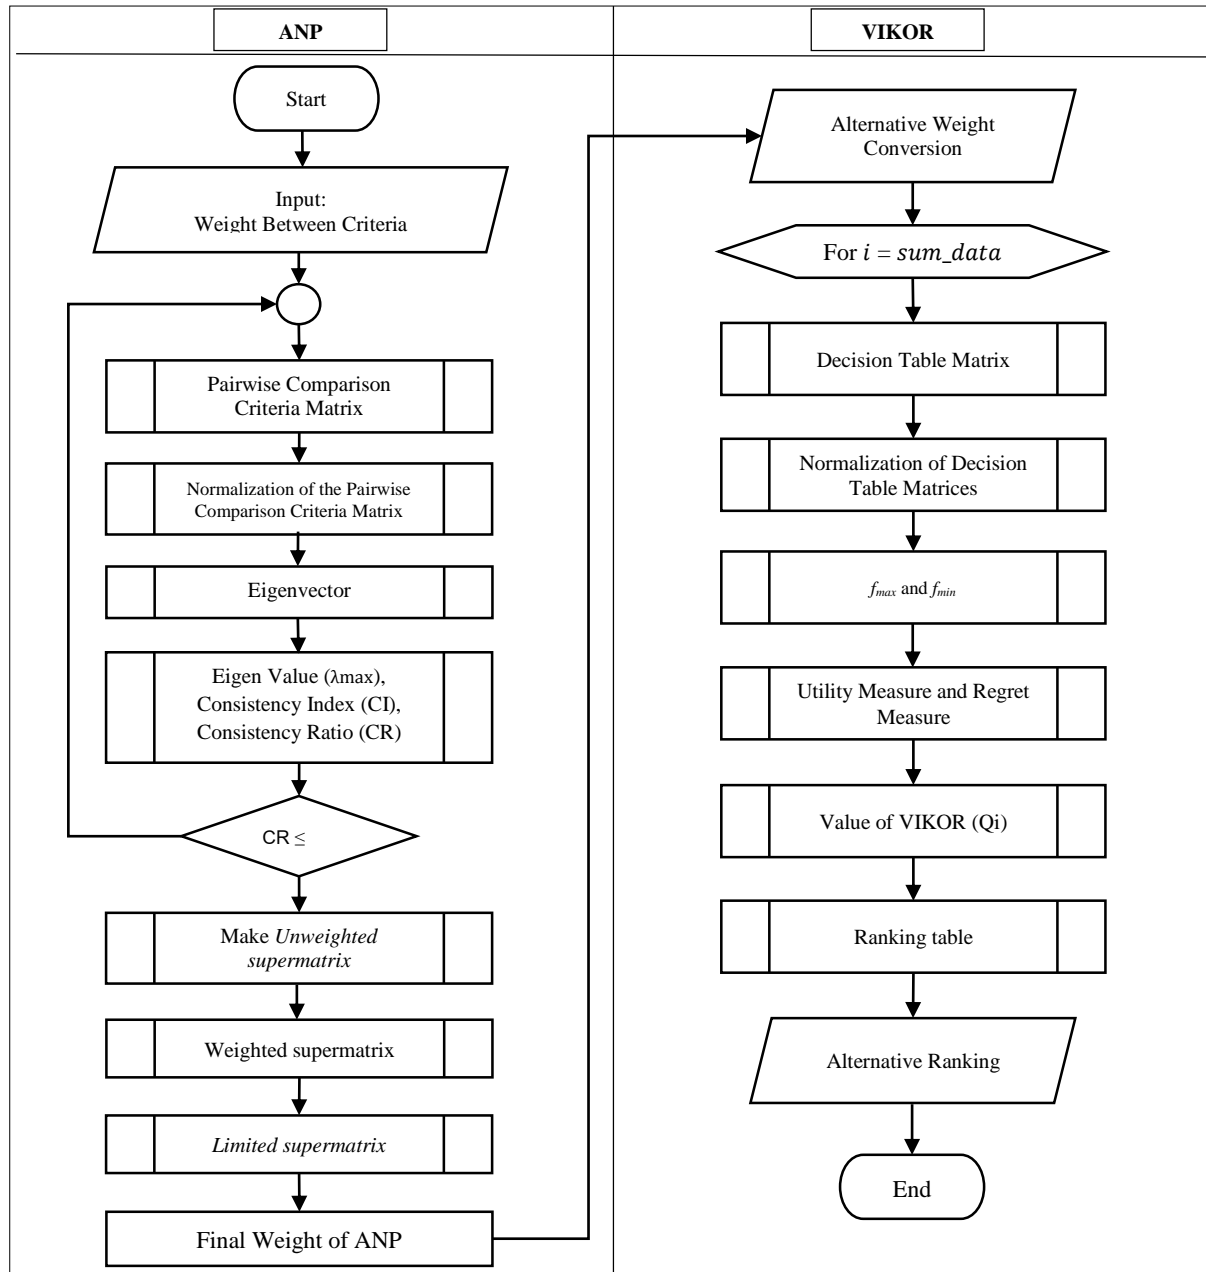 ANP
Start
Input:
Weight Between Criteria
Pairwise Comparison
Criteria Matrix
Normalization of the Pairwise
Comparison Criteria Matrix
Eigenvector
Eigen Value (λmax),
Consistency Index (CI),
Consistency Ratio (CR)
CR ≤
Make Unweighted
supermatrix
Weighted supermatrix
Limited supermatrix
Final Weight of ANP
VIKOR
Alternative Weight
Conversion
For i = sum_data
Decision Table Matrix
Normalization of Decision
Table Matrices
fmax and fmin
Utility Measure and Regret
Measure
Value of VIKOR (Qi)
Ranking table
Alternative Ranking
End